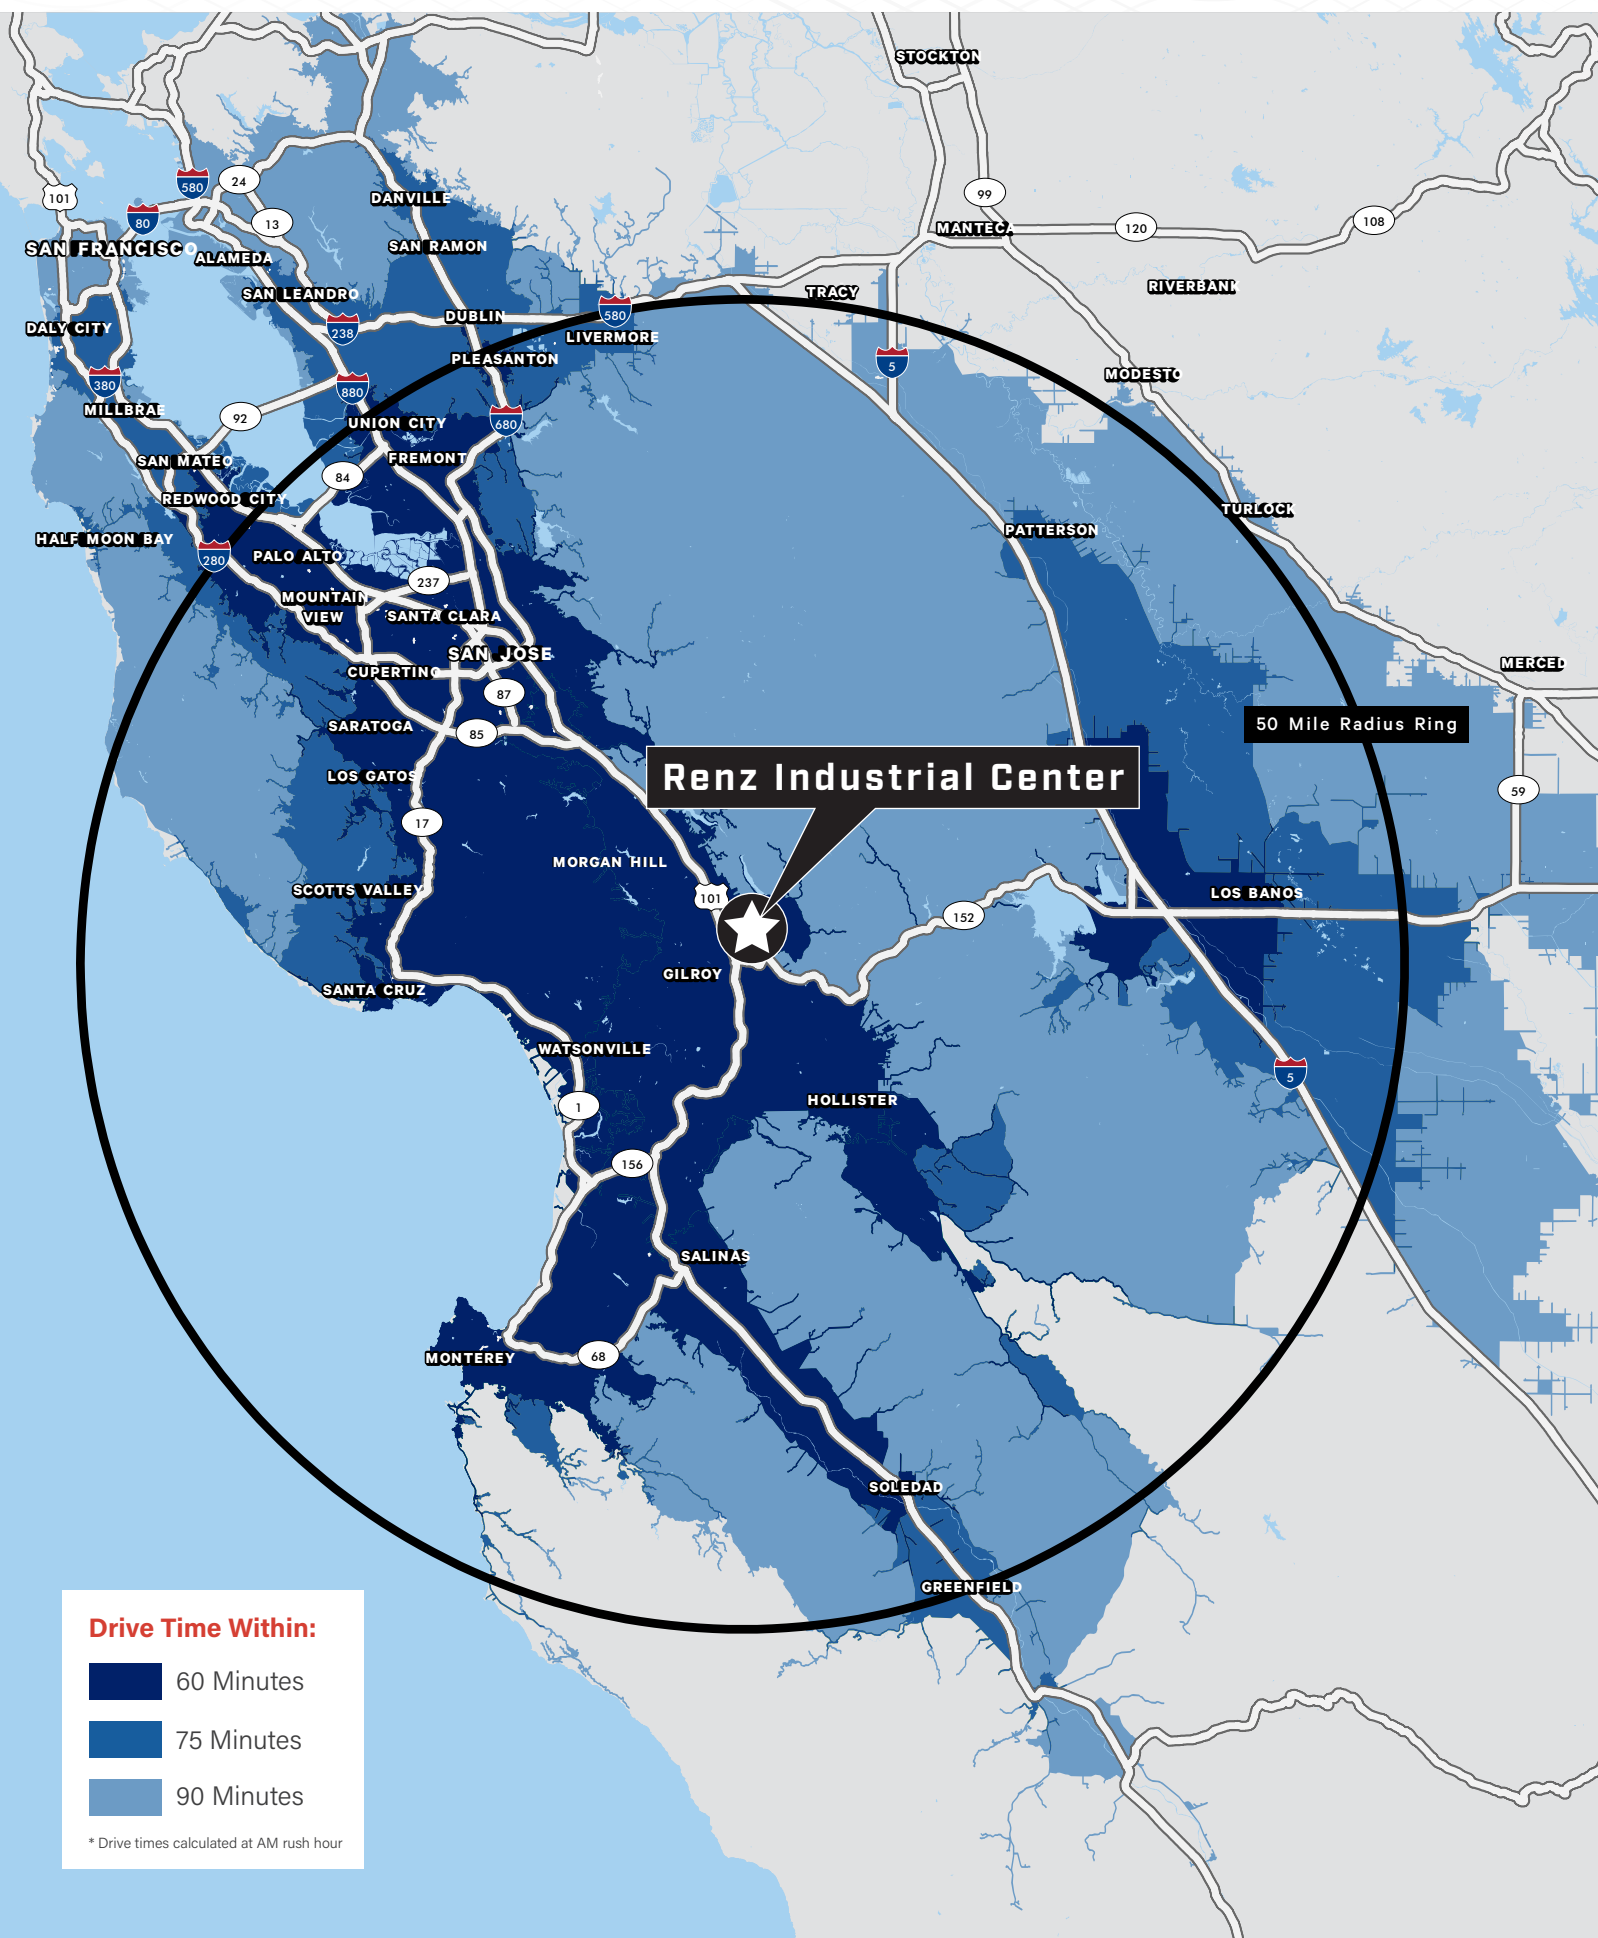 STOCKTON
580
24
DANVILLE
101
99
80
13
108
MANTECA
120
SAN FRANCISCO
ALAMEDA
SAN RAMON
SAN LEANDRO
TRACY
RIVERBANK
DALY CITY
238
DUBLIN
580
LIVERMORE
PLEASANTON
5
380
880
MODESTO
MILLBRAE
92
UNION CITY
680
SAN MATEO
FREMONT
84
REDWOOD CITY
TURLOCK
HALF MOON BAY
PATTERSON
280
PALO ALTO
237
MOUNTAIN
VIEW
SANTA CLARA
SAN JOSE
MERCED
CUPERTINO
87
SARATOGA
85
50 Mile Radius Ring
LOS GATOS
Renz Industrial Center
59
17
MORGAN HILL
SCOTTS VALLEY
101
LOS BANOS
152
GILROY
SANTA CRUZ
WATSONVILLE
5
1
HOLLISTER
156
SALINAS
MONTEREY
68
SOLEDAD
GREENFIELD
Drive Time Within:
60 Minutes
75 Minutes
90 Minutes
* Drive times calculated at AM rush hour